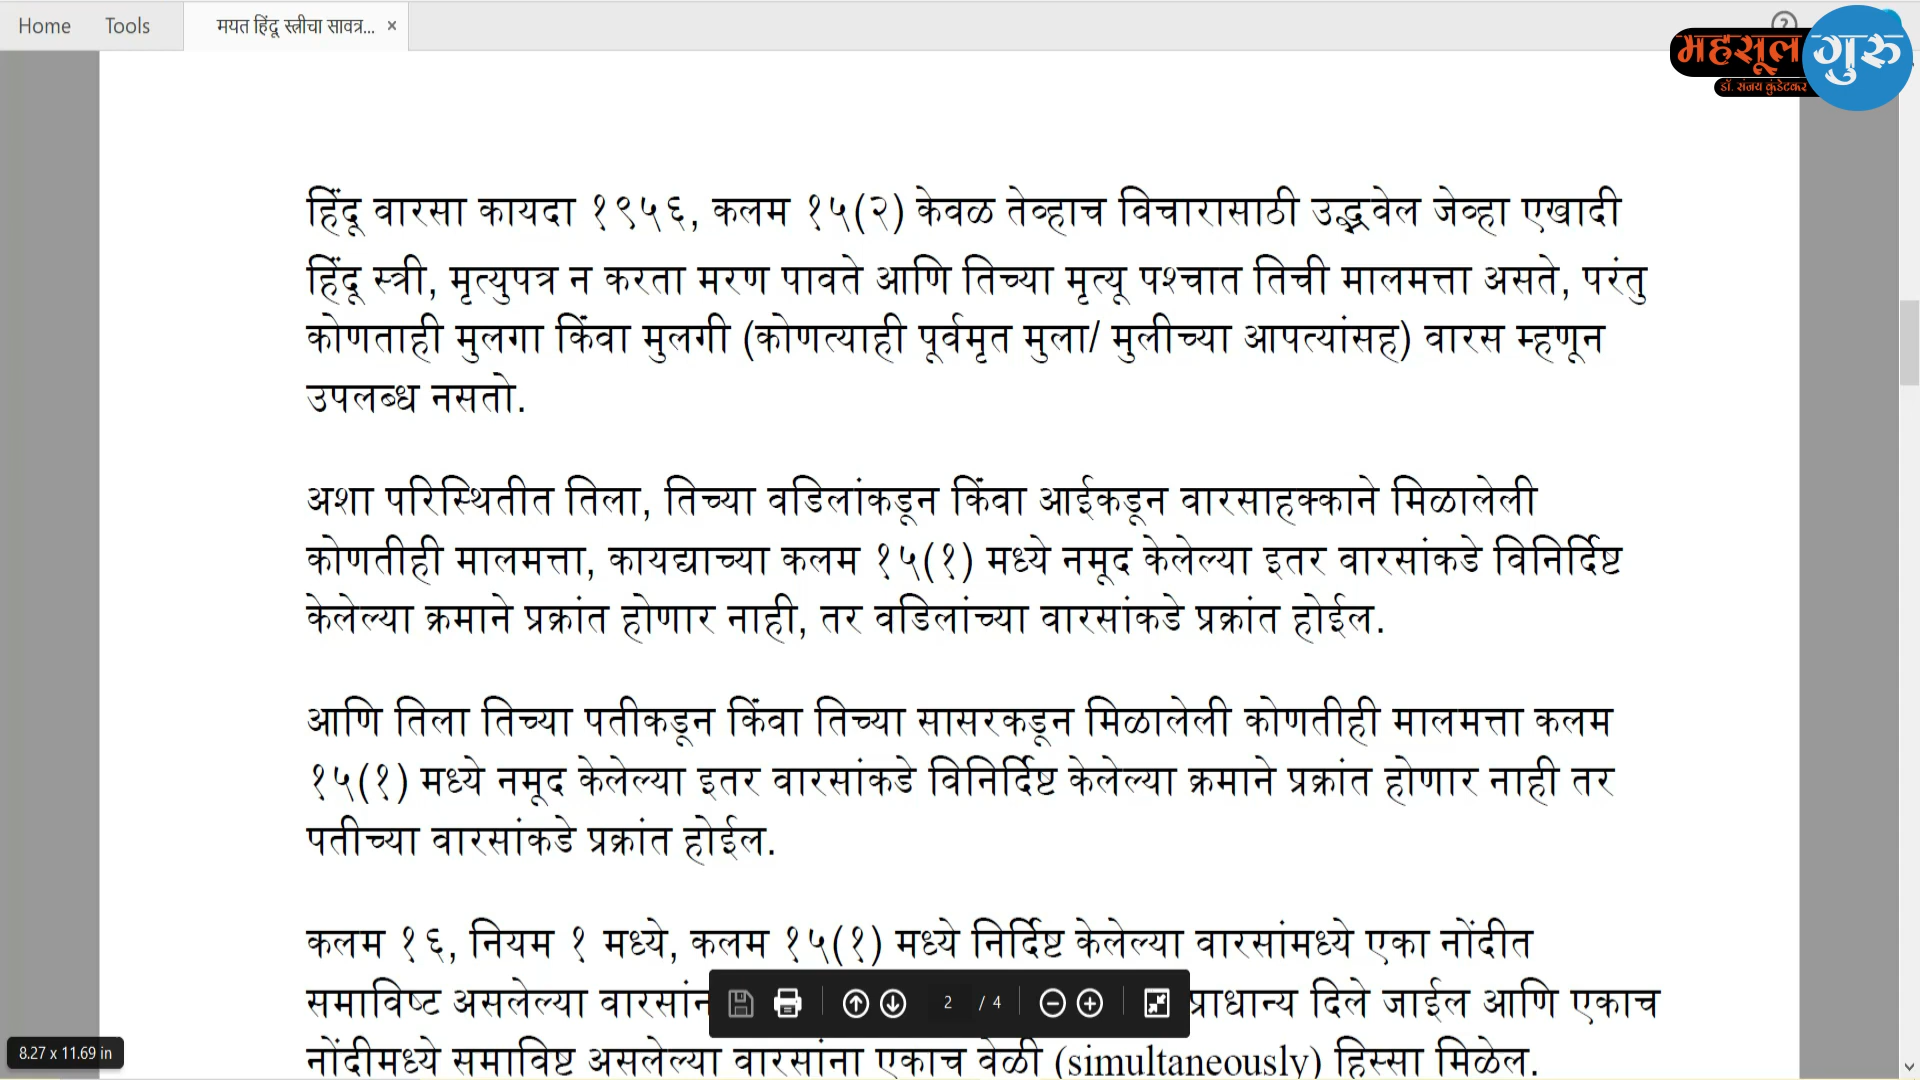 Home Tools मयत हिंदू स्त्रीचा सावत्र... ×
महसूल गुरु
डॉ. संजय कुंडेटकर
हिंदू वारसा कायदा १९५६, कलम १५(२) केवळ तेव्हाच विचारासाठी उद्भवेल जेव्हा एखादी
हिंदू स्त्री, मृत्युपत्र न करता मरण पावते आणि तिच्या मृत्यू पश्चात तिची मालमत्ता असते, परंतु
कोणताही मुलगा किंवा मुलगी (कोणत्याही पूर्वमृत मुला/ मुलीच्या आपत्यांसह) वारस म्हणून
उपलब्ध नसतो.
अशा परिस्थितीत तिला, तिच्या वडिलांकडून किंवा आईकडून वारसाहक्काने मिळालेली
कोणतीही मालमत्ता, कायद्याच्या कलम १५(१) मध्ये नमूद केलेल्या इतर वारसांकडे विनिर्दिष्ट
केलेल्या क्रमाने प्रक्रांत होणार नाही, तर वडिलांच्या वारसांकडे प्रक्रांत होईल.
आणि तिला तिच्या पतीकडून किंवा तिच्या सासरकडून मिळालेली कोणतीही मालमत्ता कलम
१५(१) मध्ये नमूद केलेल्या इतर वारसांकडे विनिर्दिष्ट केलेल्या क्रमाने प्रक्रांत होणार नाही तर
पतीच्या वारसांकडे प्रक्रांत होईल.
कलम १६, नियम १ मध्ये, कलम १५(१) मध्ये निर्दिष्ट केलेल्या वारसांमध्ये एका नोंदीत
समाविष्ट असलेल्या प्राधान्य दिले जाईल आणि एकाच
नोंदीमध्ये समाविष्ट असलेल्या वारसांना एकाच वेळी (simultaneously) हिस्सा मिळेल.
2 / 4
8.27 x 11.69 in